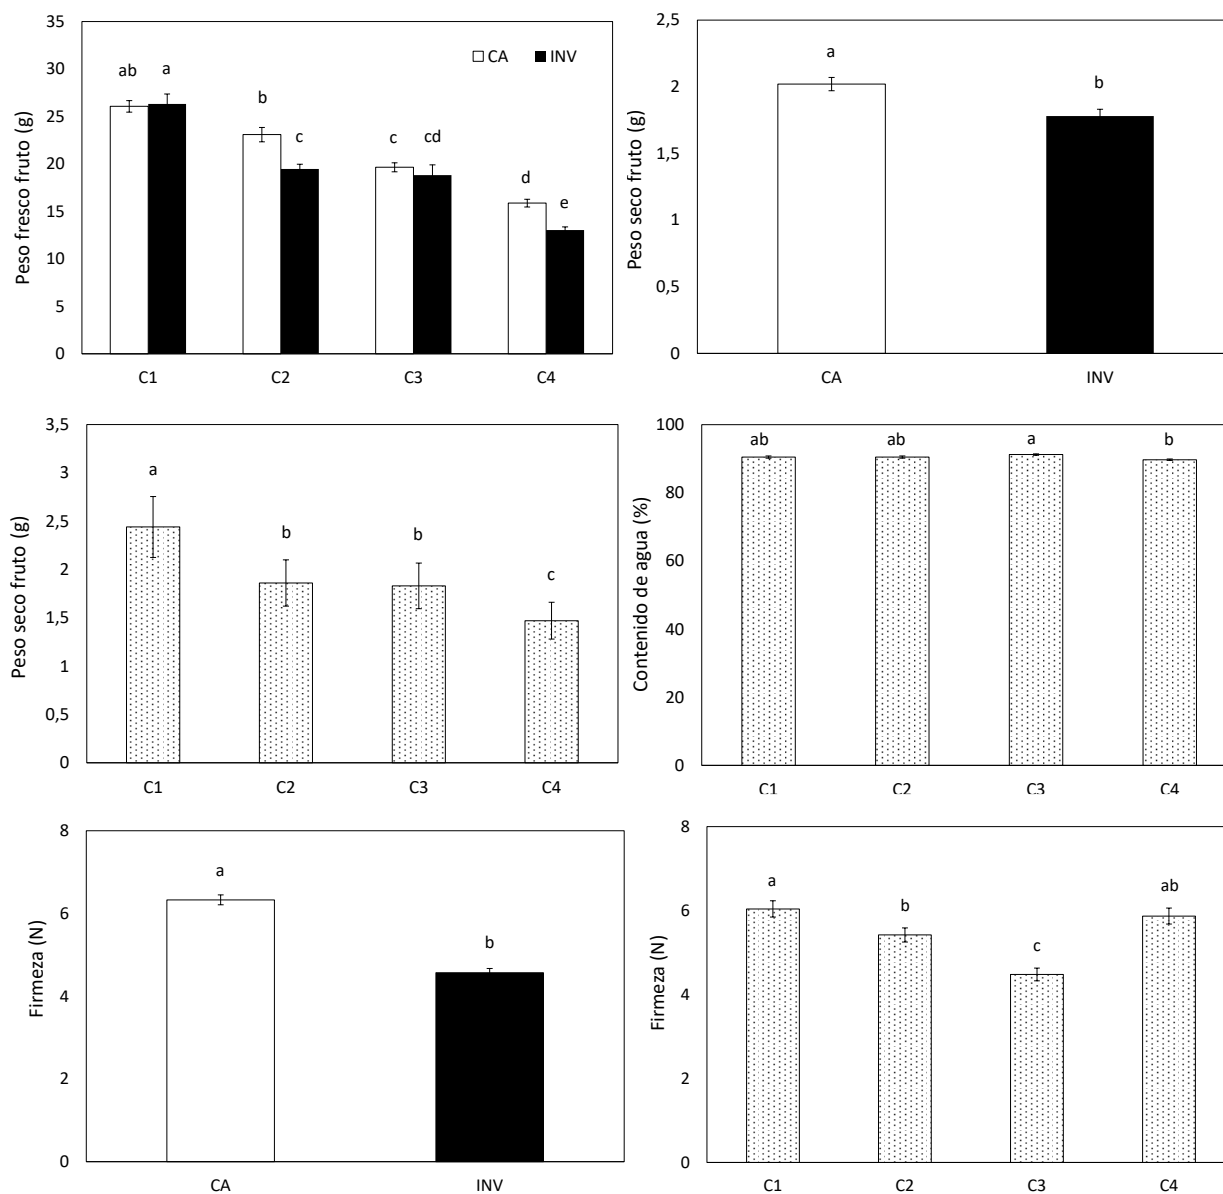 Peso fresco fruto (g)
35
30
25
20
15
10
5
0
CA INV
ab a b c c cd d e
C1 C2 C3 C4
Peso seco fruto (g)
2,5
2
1,5
1
0,5
0
a b
CA INV
Peso seco fruto (g)
3,5
3
2,5
2
1,5
1
0,5
0
a b b c
C1 C2 C3 C4
Contenido de agua (%)
100
80
60
40
20
0
ab ab a b
C1 C2 C3 C4
Firmeza (N)
8
6
4
2
0
a b
CA INV
Firmeza (N)
8
6
4
2
0
a b c ab
C1 C2 C3 C4